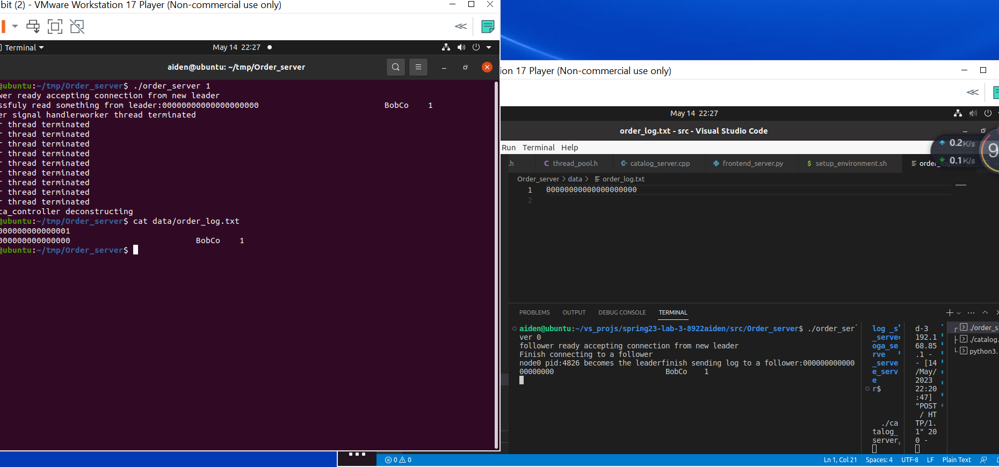 bit (2) - VMware Workstation 17 Player (Non-commercial use only)
Terminal
May 14 22:27
aiden@ubuntu: ~/tmp/Order_server
@ubuntu:~/tmp/Order_server$ ./order_server 1
wer ready accepting connection from new leader
ssfuly read something from leader:00000000000000000000 BobCo 1
er signal handlerworker thread terminated
r thread terminated
r thread terminated
r thread terminated
r thread terminated
r thread terminated
r thread terminated
r thread terminated
r thread terminated
r thread terminated
ca_controller deconstructing
@ubuntu:~/tmp/Order_server$ cat data/order_log.txt
000000000000001
000000000000000 BobCo 1
@ubuntu:~/tmp/Order_server$
ion 17 Player (Non-commercial use only)
May 14 22:27
order_log.txt - src - Visual Studio Code
Run Terminal Help
0.2K/s
0.1K/s
9
.h
thread_pool.h
catalog_server.cpp
frontend_server.py
setup_environment.sh
order_
Order_server > data > order_log.txt
1 00000000000000000000
2
PROBLEMS OUTPUT DEBUG CONSOLE TERMINAL
aiden@ubuntu:~/vs_projs/spring23-lab-3-8922aiden/src/Order_server$ ./order_ser
ver 0
follower ready accepting connection from new leader
Finish connecting to a follower
node0 pid:4826 becomes the leaderfinish sending log to a follower:000000000000
00000000 BobCo 1
log _s
_serve
oga_se
rve
_serve
e_serv
e
r$
./ca
talog_
server
d-3
192.1
68.85
.1 -
- [14
/May/
2023
22:20
:47]
"POST
/ HT
TP/1.
1" 20
0 -
./order_s
./catalog.
python3.
0 0
Ln 1, Col 21 Spaces: 4 UTF-8 LF Plain Text